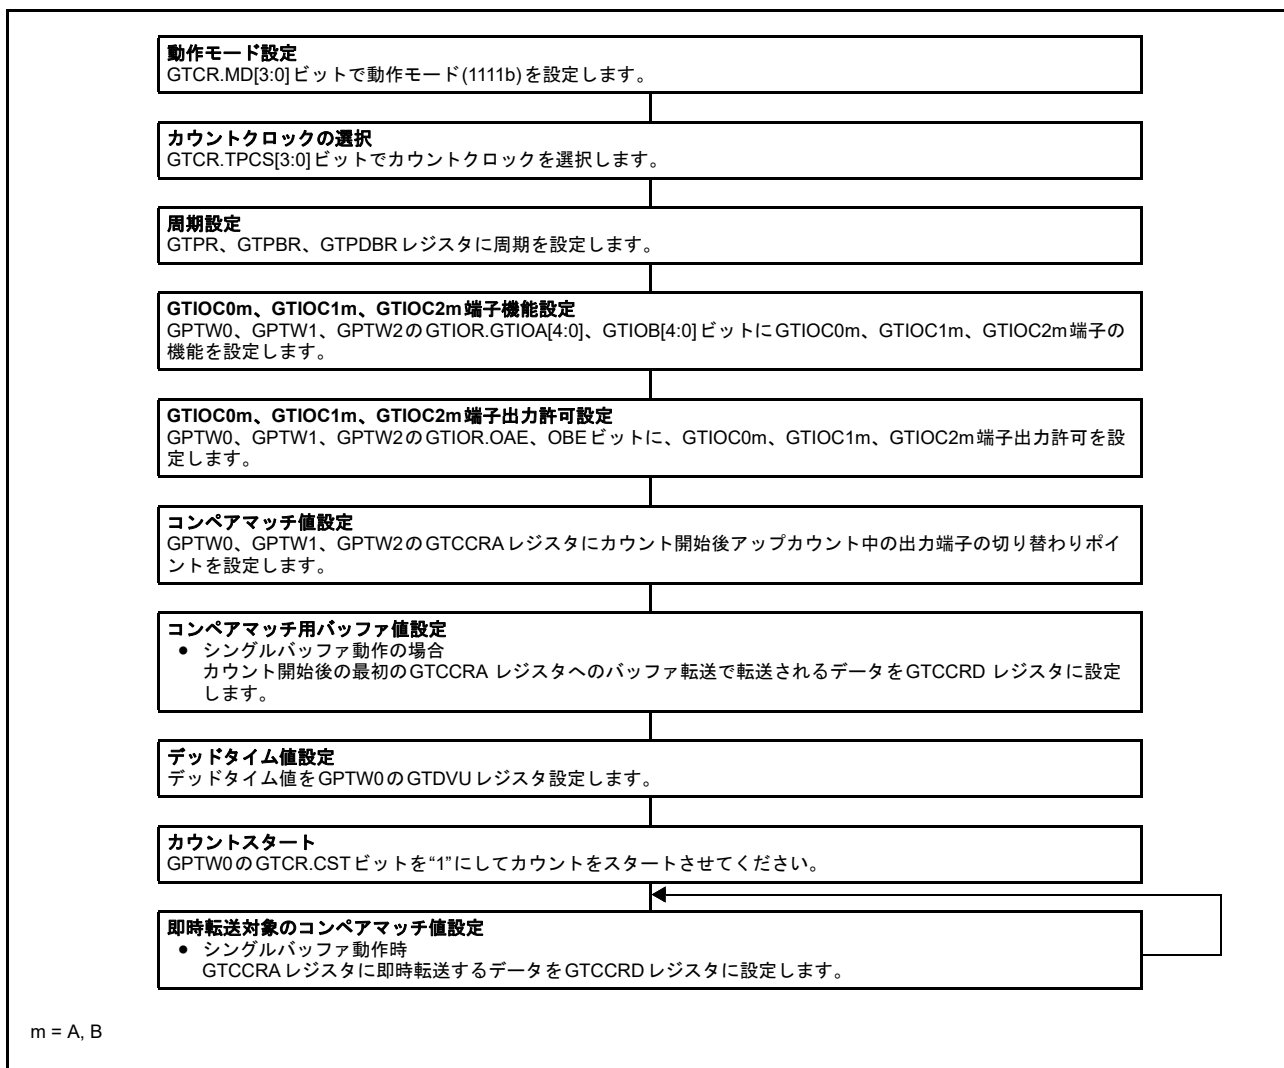 動作モード設定
GTCR.MD[3:0]ビットで動作モード(1111b)を設定します。
カウントクロックの選択
GTCR.TPCS[3:0]ビットでカウントクロックを選択します。
周期設定
GTPR、GTPBR、GTPDBRレジスタに周期を設定します。
GTIOC0m、GTIOC1m、GTIOC2m端子機能設定
GPTW0、GPTW1、GPTW2のGTIOR.GTIOA[4:0]、GTIOB[4:0]ビットにGTIOC0m、GTIOC1m、GTIOC2m端子の
機能を設定します。
GTIOC0m、GTIOC1m、GTIOC2m端子出力許可設定
GPTW0、GPTW1、GPTW2のGTIOR.OAE、OBEビットに、GTIOC0m、GTIOC1m、GTIOC2m端子出力許可を設
定します。
コンペアマッチ値設定
GPTW0、GPTW1、GPTW2のGTCCRAレジスタにカウント開始後アップカウント中の出力端子の切り替わりポイ
ントを設定します。
コンペアマッチ用バッファ値設定
● シングルバッファ動作の場合
カウント開始後の最初のGTCCRA レジスタへのバッファ転送で転送されるデータをGTCCRD レジスタに設定
します。
デッドタイム値設定
デッドタイム値をGPTW0のGTDVUレジスタ設定します。
カウントスタート
GPTW0のGTCR.CSTビットを“1”にしてカウントをスタートさせてください。
即時転送対象のコンペアマッチ値設定
● シングルバッファ動作時
GTCCRAレジスタに即時転送するデータをGTCCRDレジスタに設定します。
m = A, B